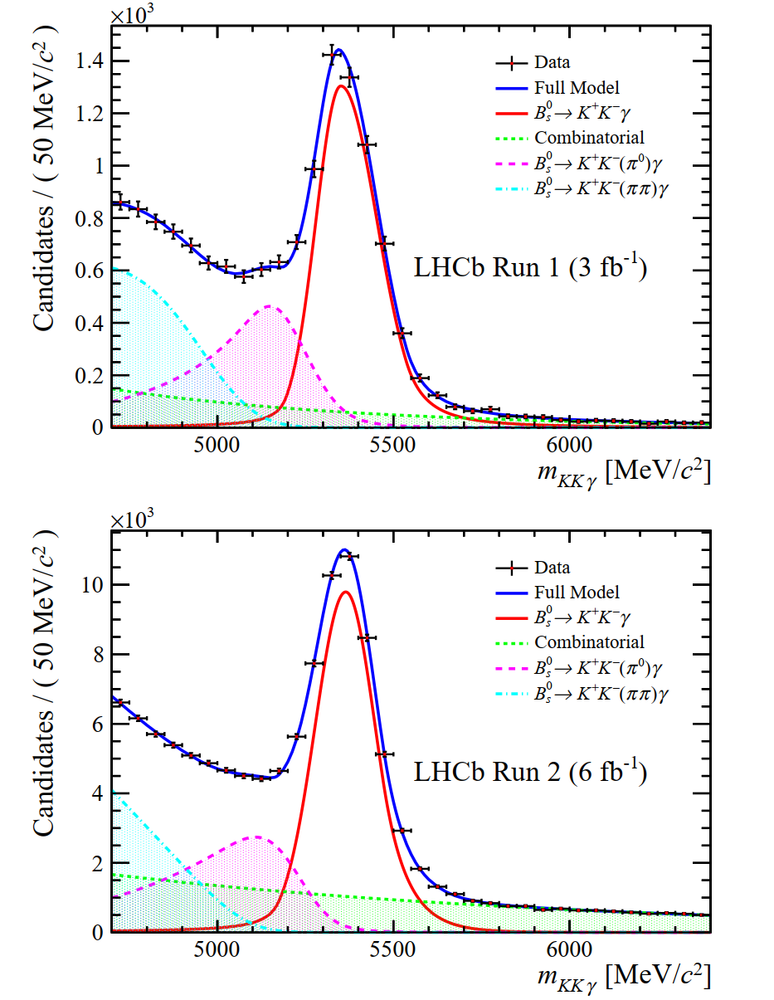 ×10³
Candidates / ( 50 MeV/c² )
1.4
1.2
1
0.8
0.6
0.4
0.2
0
Data
Full Model
B⁰ₛ → K⁺K⁻γ
Combinatorial
B⁰ₛ → K⁺K⁻(π⁰)γ
B⁰ₛ → K⁺K⁻(ππ)γ
LHCb Run 1 (3 fb⁻¹)
5000 5500 6000
m_KKγ [MeV/c²]
×10³
Candidates / ( 50 MeV/c² )
10
8
6
4
2
0
Data
Full Model
B⁰ₛ → K⁺K⁻γ
Combinatorial
B⁰ₛ → K⁺K⁻(π⁰)γ
B⁰ₛ → K⁺K⁻(ππ)γ
LHCb Run 2 (6 fb⁻¹)
5000 5500 6000
m_KKγ [MeV/c²]